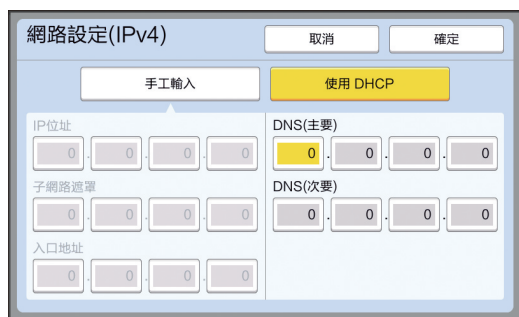 網路設定(IPv4)
取消
確定
手工輸入
使用 DHCP
IP位址
0 . 0 . 0 . 0
子網路遮罩
0 . 0 . 0 . 0
入口地址
0 . 0 . 0 . 0
DNS(主要)
0 . 0 . 0 . 0
DNS(次要)
0 . 0 . 0 . 0